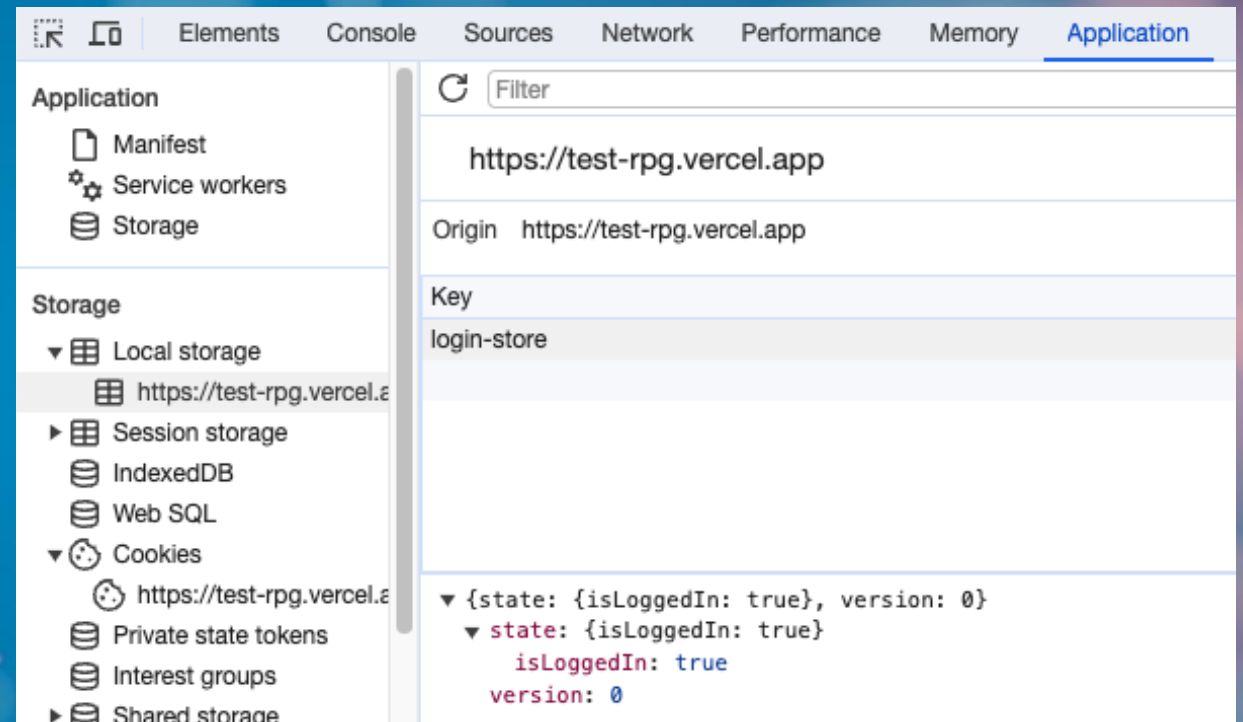 Elements Console Sources Network Performance Memory Application
Application
Manifest
Service workers
Storage
Storage
Local storage
https://test-rpg.vercel.a
Session storage
IndexedDB
Web SQL
Cookies
https://test-rpg.vercel.a
Private state tokens
Interest groups
Shared storage
Filter
https://test-rpg.vercel.app
Origin https://test-rpg.vercel.app
Key
login-store
{state: {isLoggedIn: true}, version: 0}
state: {isLoggedIn: true}
isLoggedIn: true
version: 0